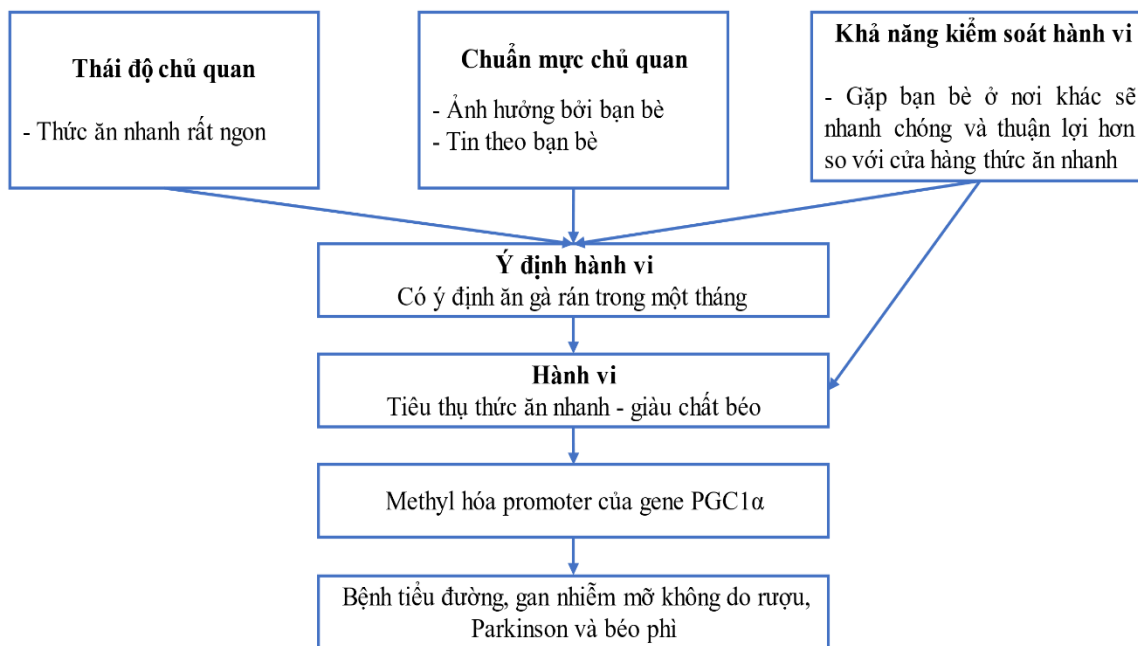 Thái độ chủ quan
- Thức ăn nhanh rất ngon
Chuẩn mực chủ quan
- Ảnh hưởng bởi bạn bè
- Tin theo bạn bè
Khả năng kiểm soát hành vi
- Gặp bạn bè ở nơi khác sẽ
nhanh chóng và thuận lợi hơn
so với cửa hàng thức ăn nhanh
Ý định hành vi
Có ý định ăn gà rán trong một tháng
Hành vi
Tiêu thụ thức ăn nhanh - giàu chất béo
Methyl hóa promoter của gene PGC1α
Bệnh tiểu đường, gan nhiễm mỡ không do rượu,
Parkinson và béo phì